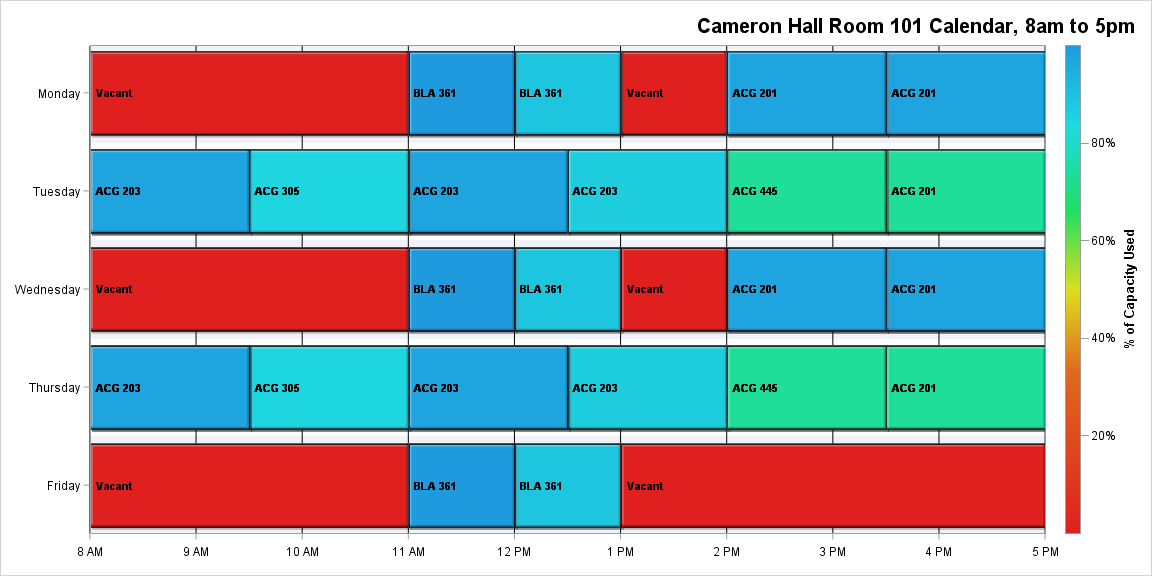 Cameron Hall Room 101 Calendar, 8am to 5pm
Monday
Vacant
BLA 361
BLA 361
Vacant
ACG 201
ACG 201
Tuesday
ACG 203
ACG 305
ACG 203
ACG 203
ACG 445
ACG 201
Wednesday
Vacant
BLA 361
BLA 361
Vacant
ACG 201
ACG 201
Thursday
ACG 203
ACG 305
ACG 203
ACG 203
ACG 445
ACG 201
Friday
Vacant
BLA 361
BLA 361
Vacant
8 AM
9 AM
10 AM
11 AM
12 PM
1 PM
2 PM
3 PM
4 PM
5 PM
80%
60%
40%
20%
% of Capacity Used